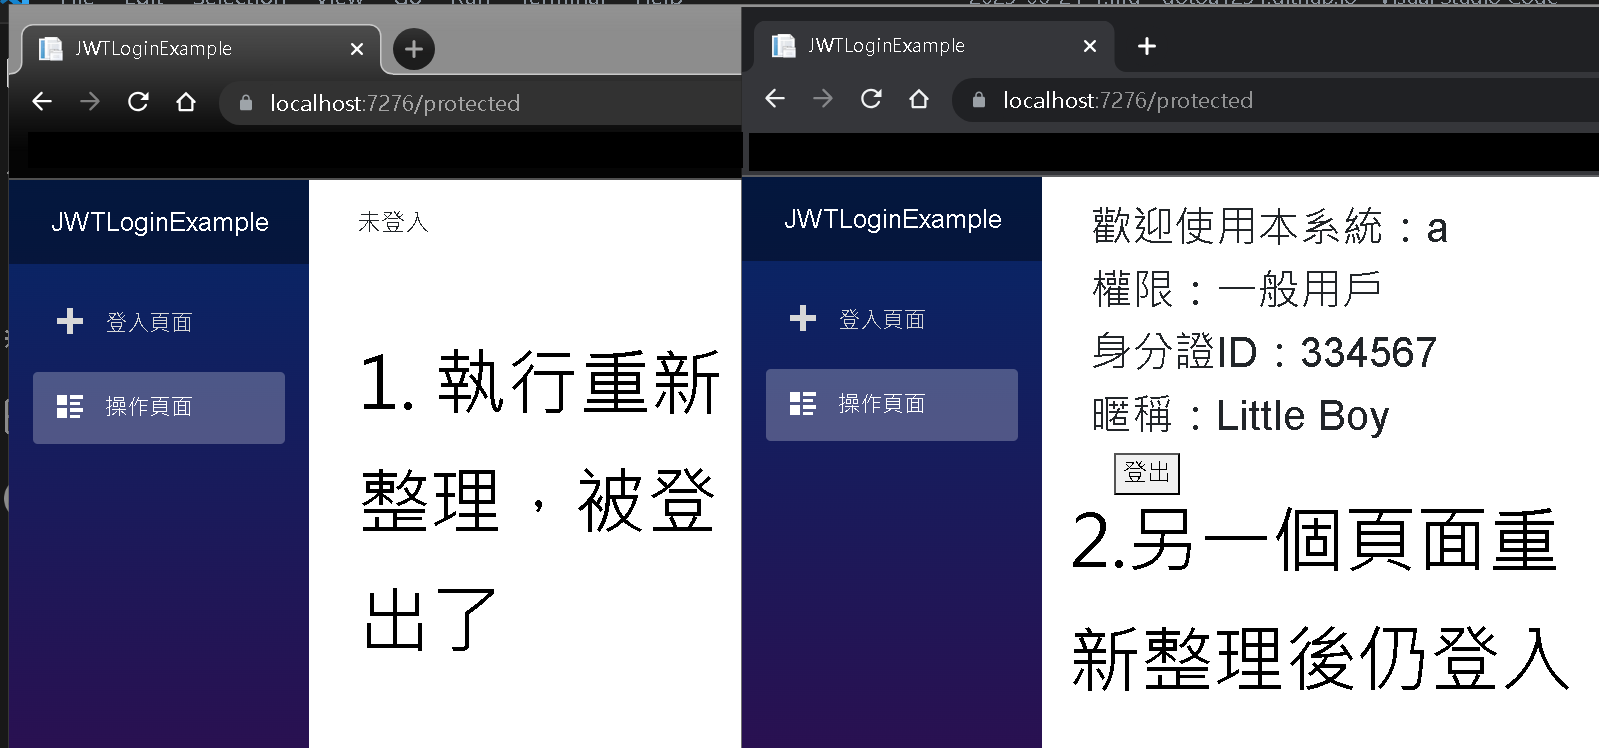 JWTLoginExample
localhost:7276/protected
JWTLoginExample
登入頁面
操作頁面
未登入
1. 執行重新
整理，被登
出了
JWTLoginExample
localhost:7276/protected
JWTLoginExample
登入頁面
操作頁面
歡迎使用本系統：a
權限：一般用戶
身分證ID：334567
暱稱：Little Boy
登出
2.另一個頁面重
新整理後仍登入